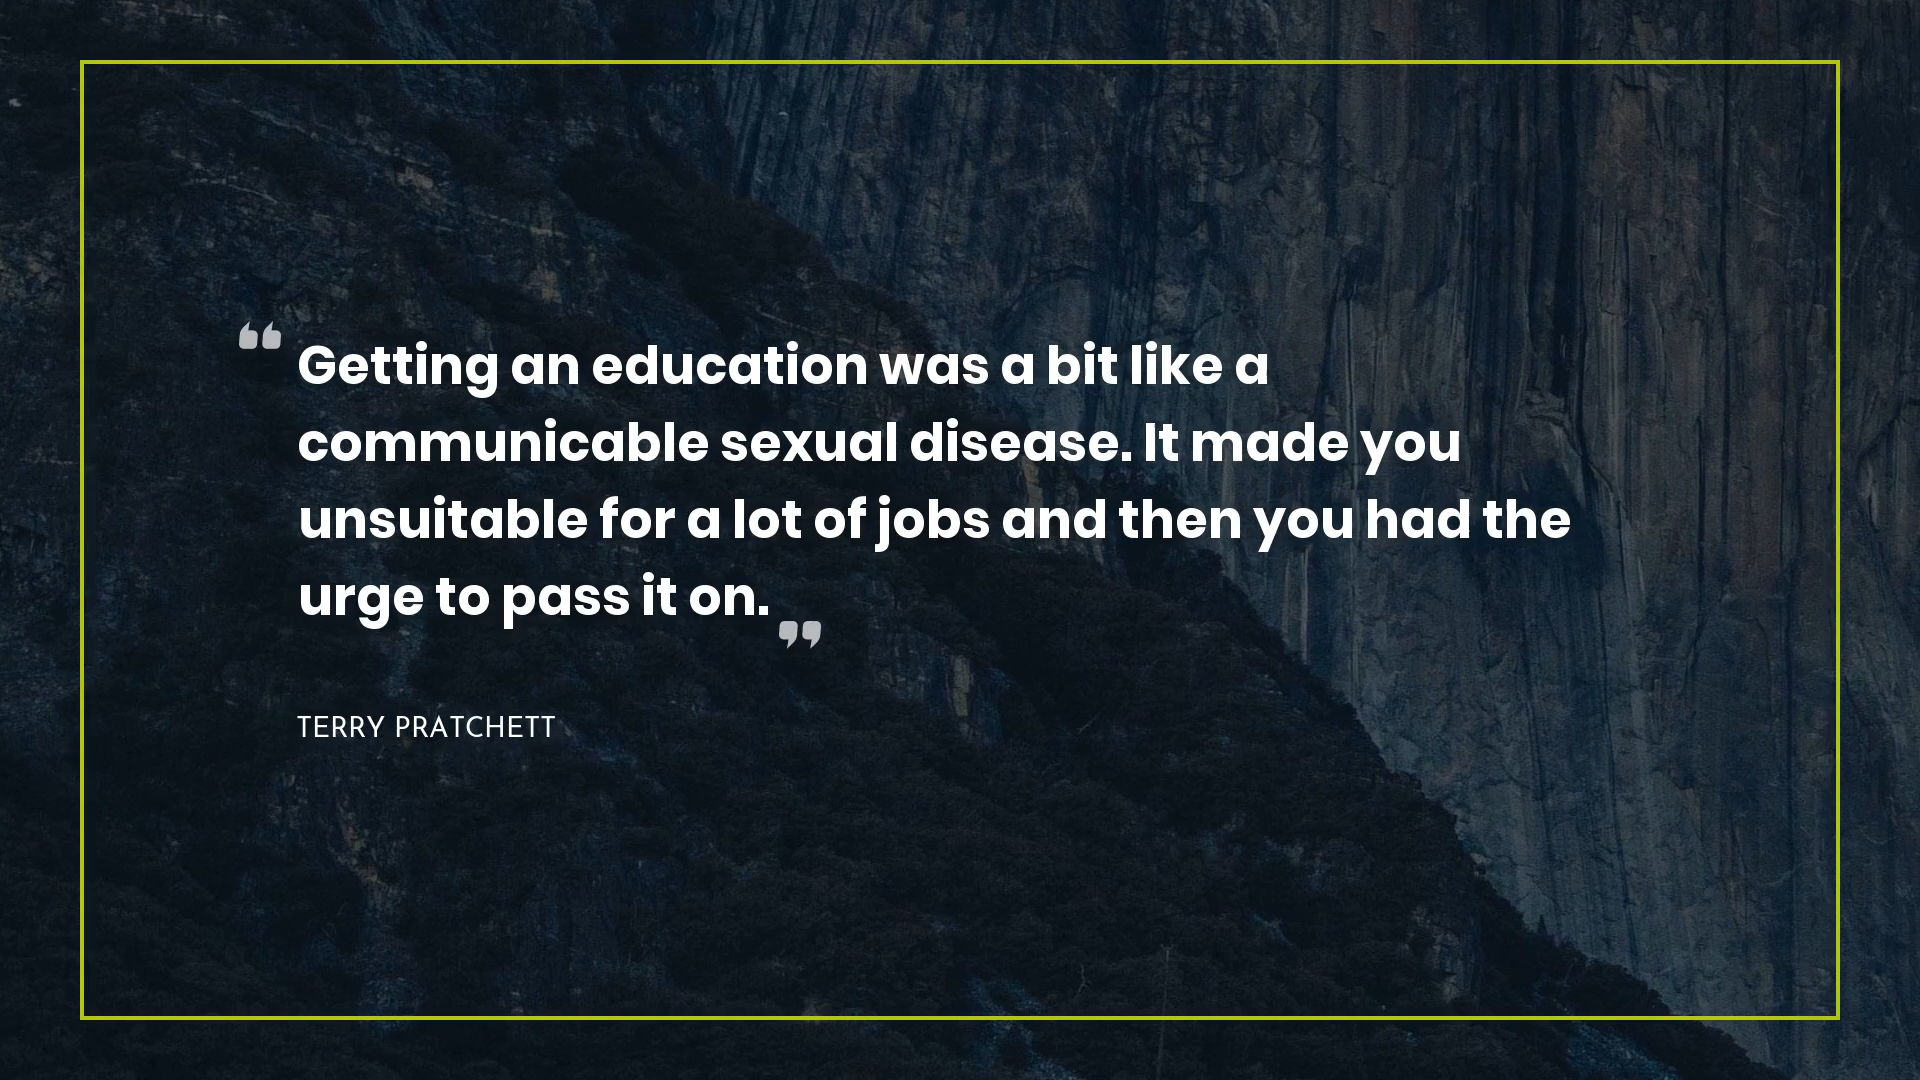 “Getting an education was a bit like a
communicable sexual disease. It made you
unsuitable for a lot of jobs and then you had the
urge to pass it on.”
TERRY PRATCHETT